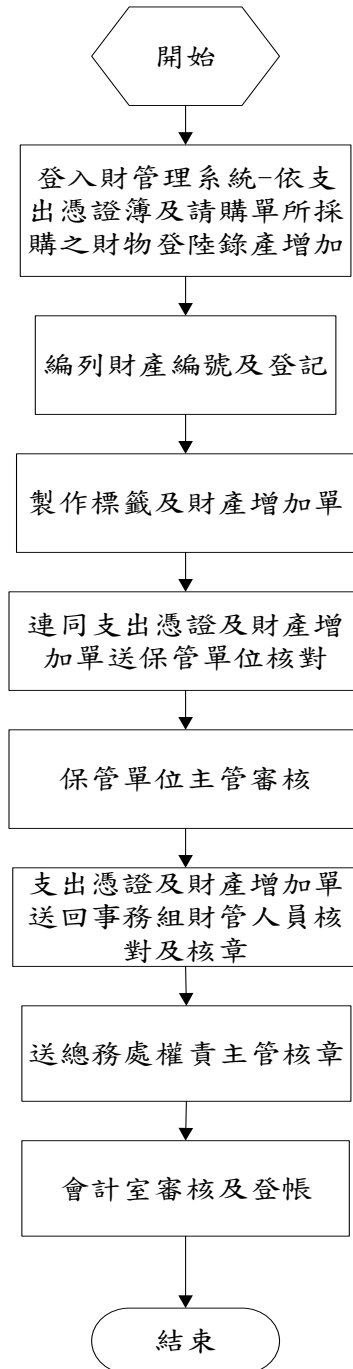 開始
登入財管理系統-依支
出憑證簿及請購單所採
購之財物登陸錄產增加
編列財產編號及登記
製作標籤及財產增加單
連同支出憑證及財產增
加單送保管單位核對
保管單位主管審核
支出憑證及財產增加單
送回事務組財管人員核
對及核章
送總務處權責主管核章
會計室審核及登帳
結束